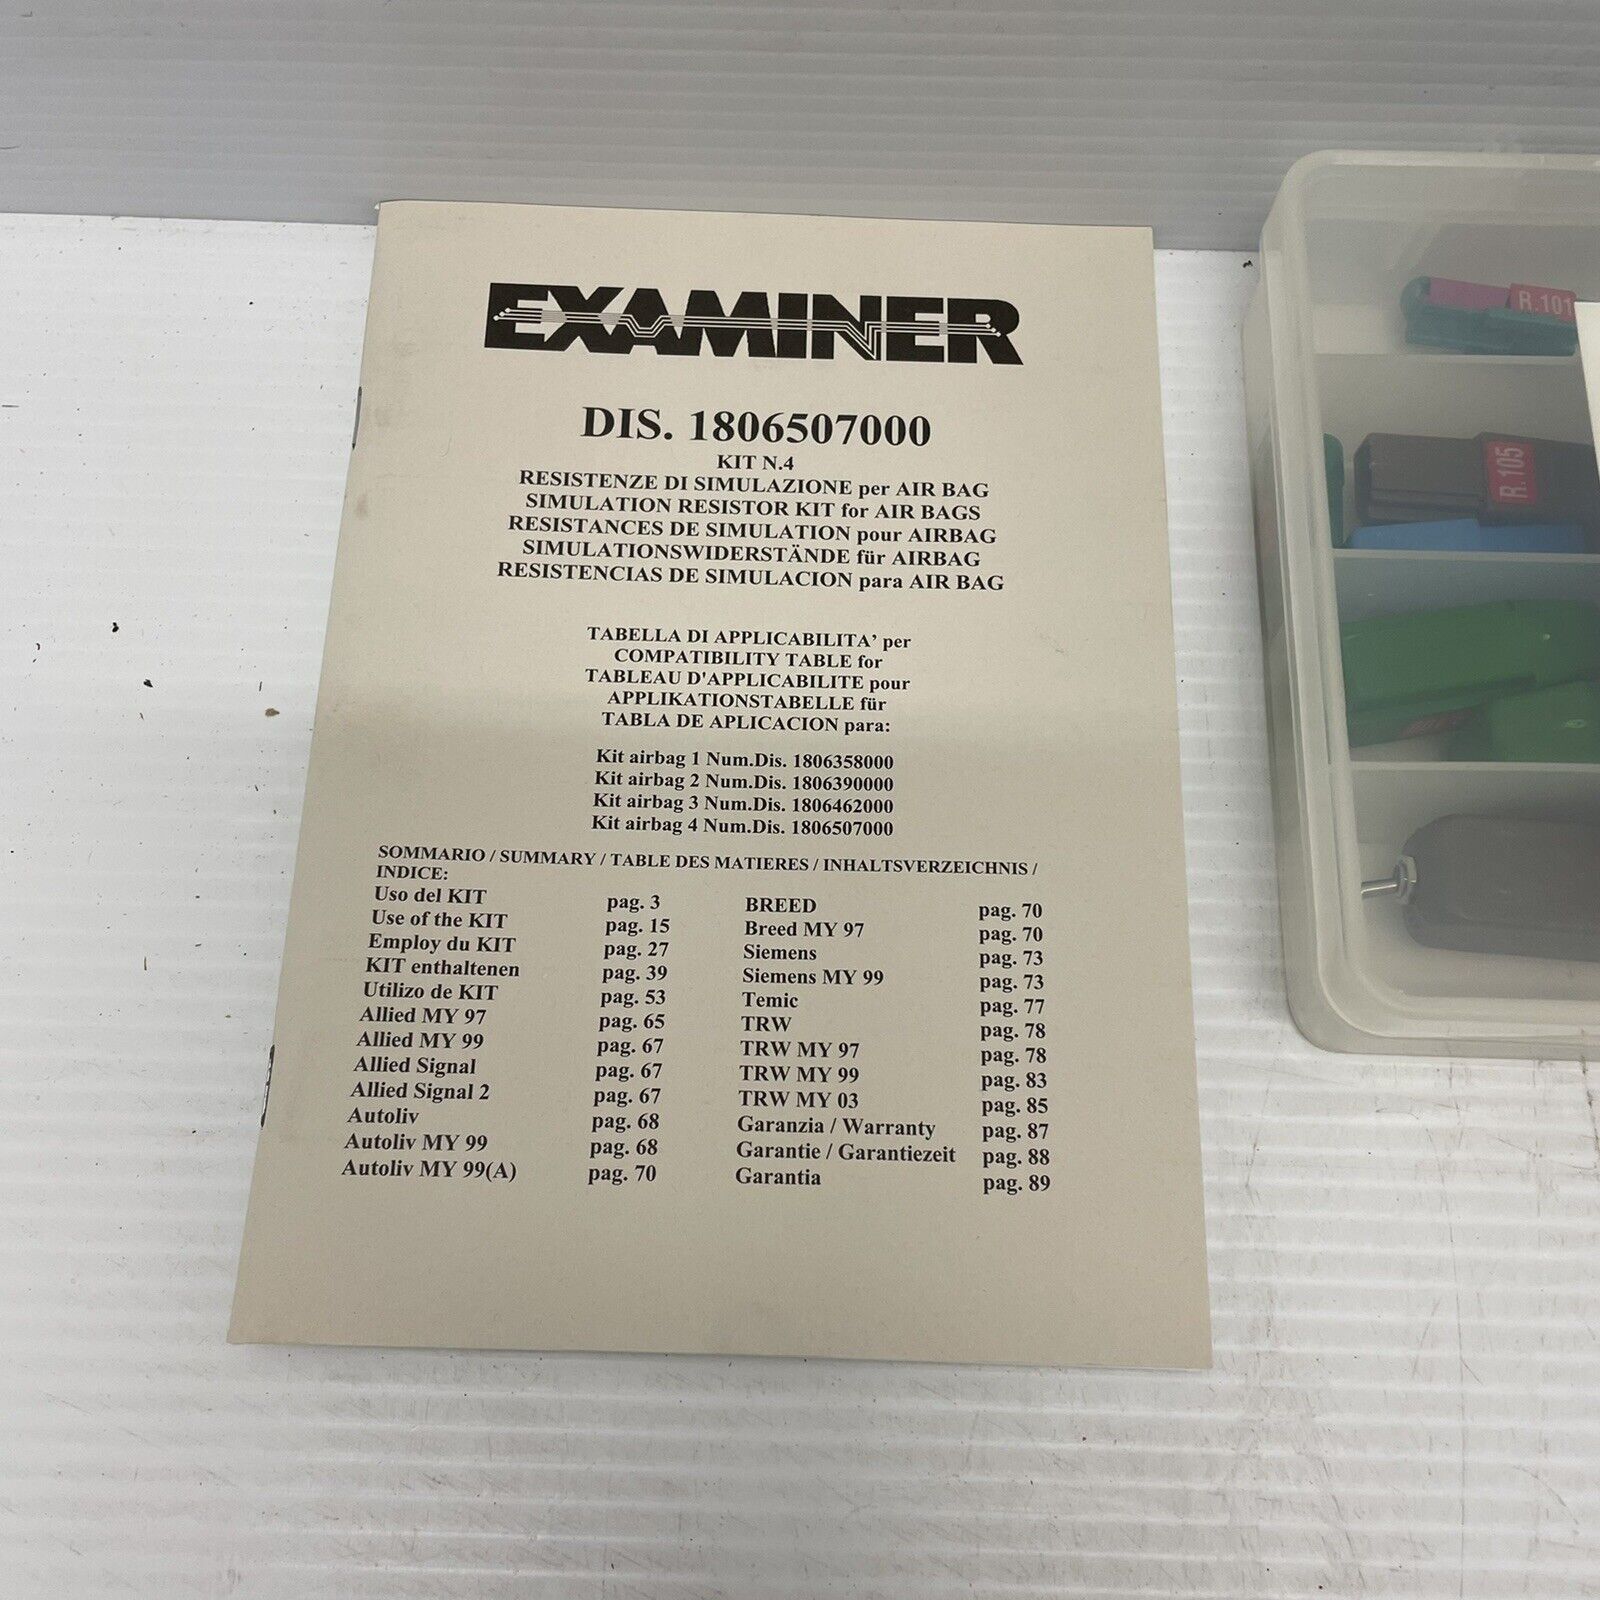 EXAMINER
DIS. 1806507000
KIT N.4
RESISTENZE DI SIMULAZIONE per AIR BAG
SIMULATION RESISTOR KIT for AIR BAGS
RESISTANCES DE SIMULATION pour AIRBAG
SIMULATIONSWIDERSTÄNDE für AIRBAG
RESISTENCIAS DE SIMULACION para AIR BAG
TABELLA DI APPLICABILITA' per
COMPATIBILITY TABLE for
TABLEAU D'APPLICABILITE pour
APPLIKATIONSTABELLE für
TABLA DE APLICACION para:
Kit airbag 1 Num.Dis. 1806358000
Kit airbag 2 Num.Dis. 1806390000
Kit airbag 3 Num.Dis. 1806462000
Kit airbag 4 Num.Dis. 1806507000
SOMMARIO / SUMMARY / TABLE DES MATIERES / INHALTSVERZEICHNIS /
INDICE:
Uso del KIT pag. 3
Use of the KIT pag. 15
Employ du KIT pag. 27
KIT enthaltenen pag. 39
Utilizo de KIT pag. 53
Allied MY 97 pag. 65
Allied MY 99 pag. 67
Allied Signal pag. 67
Allied Signal 2 pag. 67
Autoliv pag. 68
Autoliv MY 99 pag. 68
Autoliv MY 99(A) pag. 70
BREED pag. 70
Breed MY 97 pag. 70
Siemens pag. 73
Siemens MY 99 pag. 73
Temic pag. 77
TRW pag. 78
TRW MY 97 pag. 78
TRW MY 99 pag. 83
TRW MY 03 pag. 85
Garanzia / Warranty pag. 87
Garantie / Garantiezeit pag. 88
Garantia pag. 89
R.101
R.105